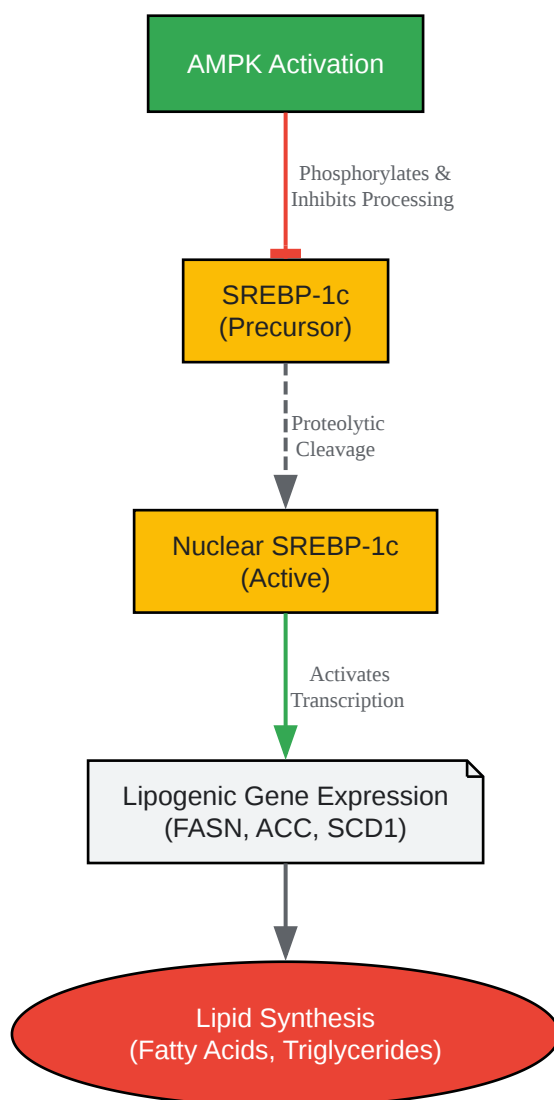 AMPK Activation
Phosphorylates &
Inhibits Processing
SREBP-1c
(Precursor)
Proteolytic
Cleavage
Nuclear SREBP-1c
(Active)
Activates
Transcription
Lipogenic Gene Expression
(FASN, ACC, SCD1)
Lipid Synthesis
(Fatty Acids, Triglycerides)